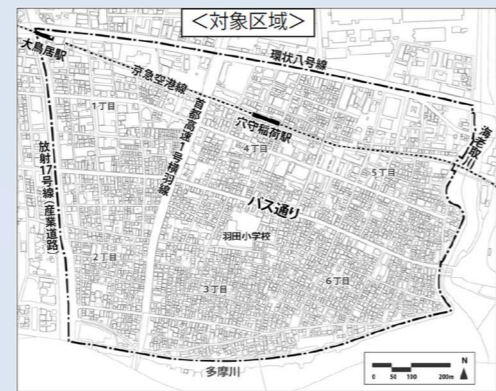 <対象区域>
大鳥居駅
環状八号線
京急空港線
穴守稲荷駅
海老取川
1丁目
首都高速1号横羽線
4丁目
5丁目
放射17号線(産業道路)
バス通り
羽田小学校
2丁目
3丁目
6丁目
多摩川
N
0 50 100 200m